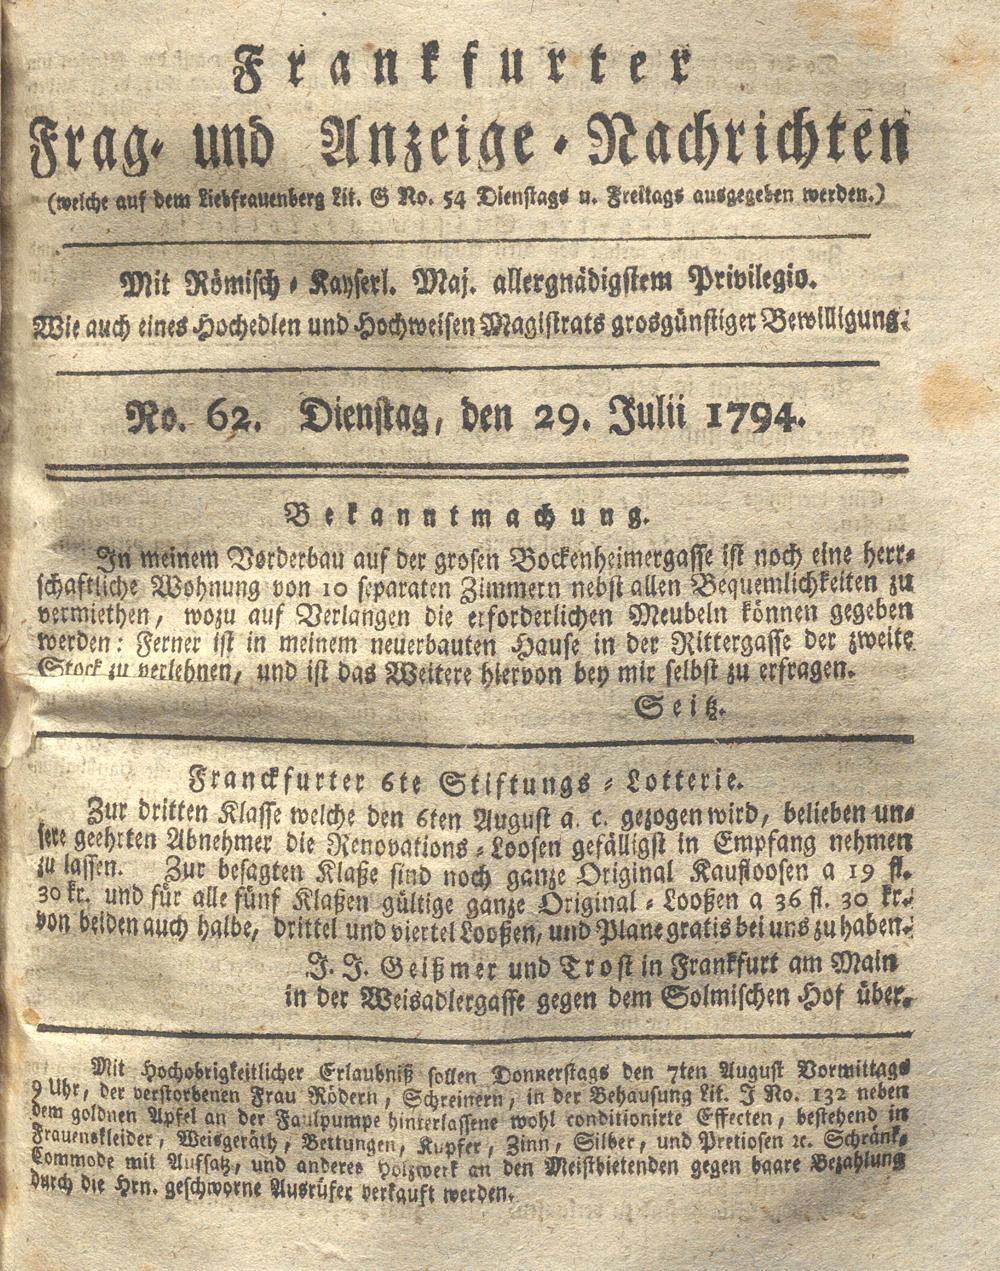 Frankfurter
Frag- und Anzeige-Nachrichten
(welche auf dem Liebfrauenberg Lit. G No. 54 Dienstags u. Freitags ausgegeben werden.)
Mit Römisch-Kayserl. Maj. allergnädigstem Privilegio.
Wie auch eines Hochedlen und Hochweisen Magistrats grosgünstiger Bewilligung.
No. 62. Dienstag, den 29. Julii 1794.
Bekanntmachung.
In meinem Vorderbau auf der grosen Bockenheimergasse ist noch eine herr-
schaftliche Wohnung von 10 separaten Zimmern nebst allen Bequemlichkeiten zu
vermiethen, wozu auf Verlangen die erforderlichen Meubeln können gegeben
werden: Ferner ist in meinem neuerbauten Hause in der Rittergasse der zweite
Stock zu verlehnen, und ist das Weitere hiervon bey mir selbst zu erfragen.
Seitz.
Franckfurter 6te Stiftungs-Lotterie.
Zur dritten Klasse welche den 6ten August a. c. gezogen wird, belieben un-
sere geehrten Abnehmer die Renovations-Loosen gefälligst in Empfang nehmen
zu lassen. Zur besagten Klaße sind noch ganze Original Kaufloosen a 19 fl.
30 kr. und für alle fünf Klaßen gültige ganze Original-Looßen a 36 fl. 30 kr.
von beiden auch halbe, drittel und viertel Looßen, und Plane gratis bei uns zu haben.
J. J. Geißmer und Trost in Frankfurt am Main
in der Weisadlergasse gegen dem Solmischen Hof über.
Mit Hochobrigkeitlicher Erlaubniß sollen Donnerstags den 7ten August Vormittags
9 Uhr, der verstorbenen Frau Rödern, Schreinern, in der Behausung Lit. J No. 132 neben
dem goldnen Apfel an der Faulpumpe hinterlassene wohl conditionirte Effecten, bestehend in
Frauenskleider, Weisgeräth, Bettungen, Kupfer, Zinn, Silber, und Pretiosen ꝛc. Schränk-
Commode mit Aufsatz, und anderes Holzwerk an den Meistbietenden gegen baare Bezahlung
durch die Hrn. geschworne Ausrüfer verkauft werden.